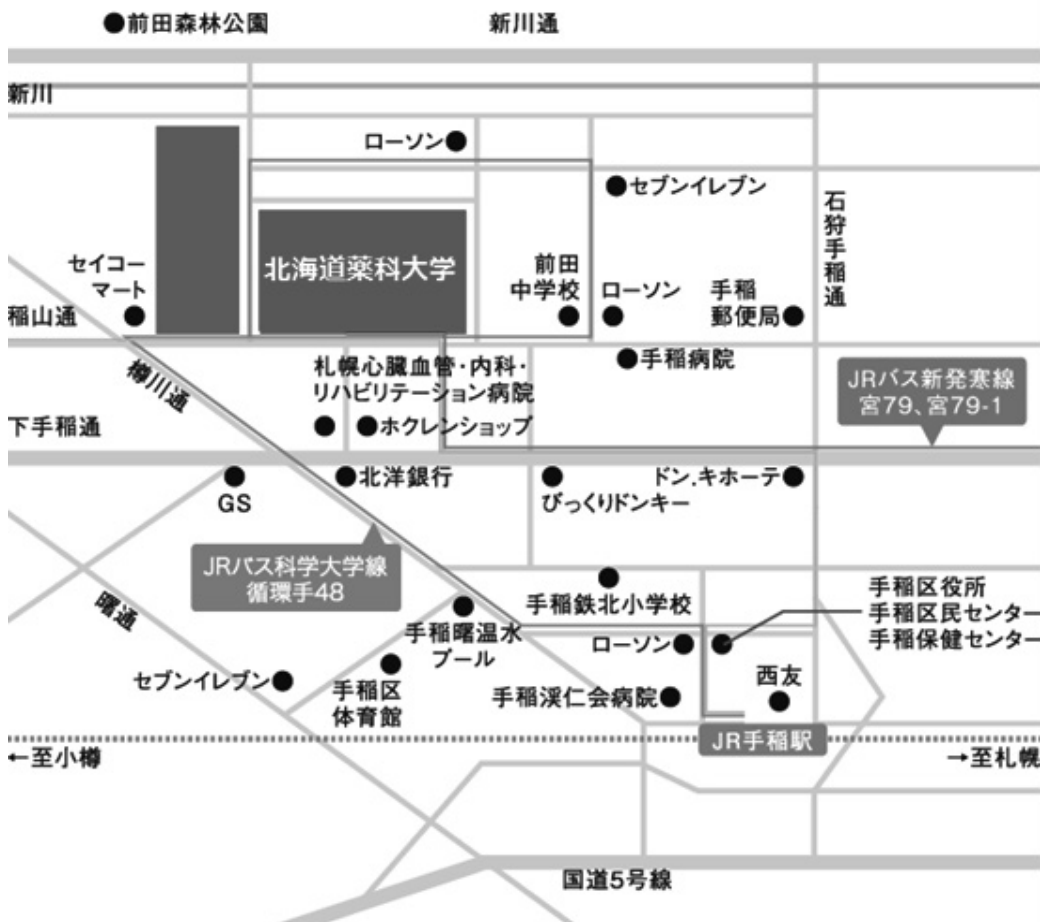 ●前田森林公園
新川通
新川
ローソン
セブンイレブン
石狩手稲通
北海道薬科大学
セイコー
マート
前田
中学校
ローソン
手稲
郵便局
稲山通
手稲病院
樽川通
札幌心臓血管・内科・
リハビリテーション病院
JRバス新発寒線
宮79、宮79-1
下手稲通
ホクレンショップ
GS
北洋銀行
びっくりドンキー
ドン.キホーテ
JRバス科学大学線
循環手48
曙通
手稲鉄北小学校
手稲区役所
手稲区民センター
手稲保健センター
手稲曙温水
プール
ローソン
セブンイレブン
手稲区
体育館
手稲渓仁会病院
西友
JR手稲駅
←至小樽
→至札幌
国道5号線